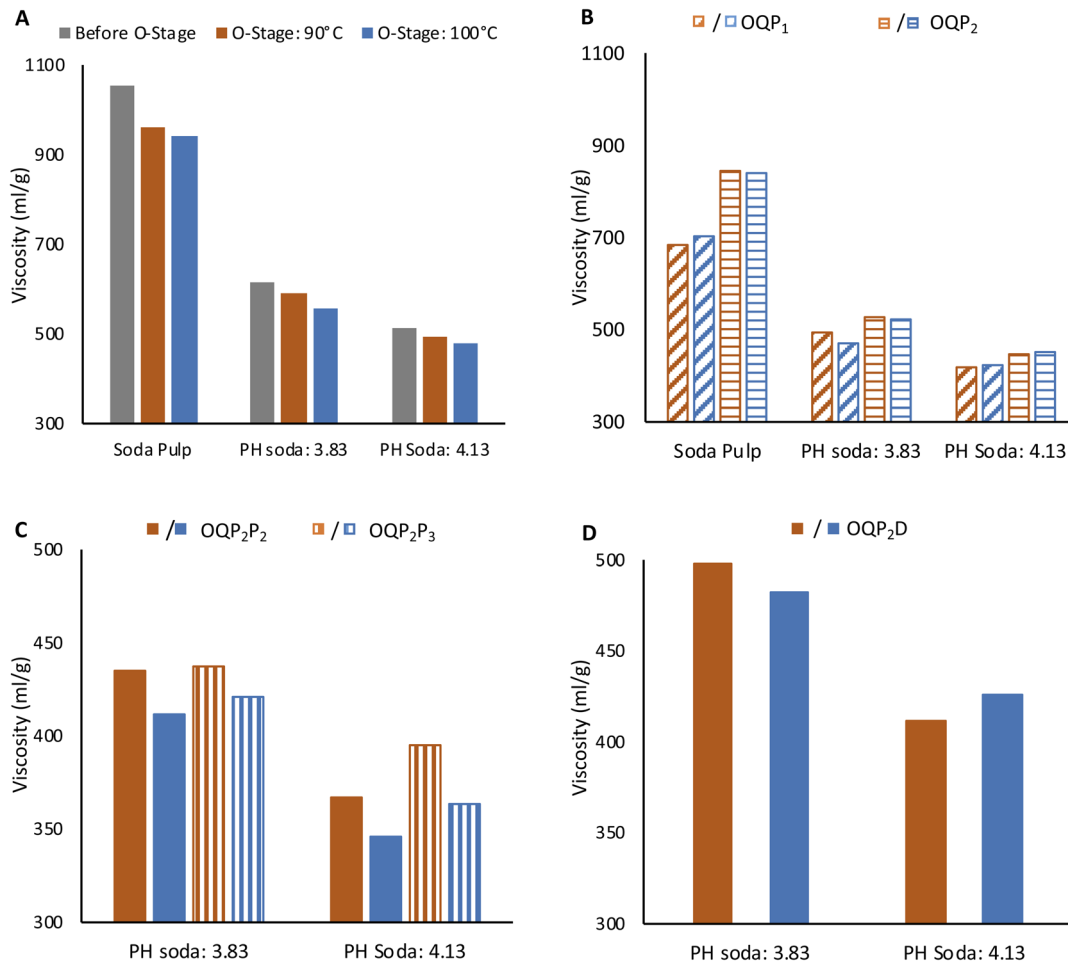 A
Before O-Stage O-Stage: 90°C O-Stage: 100°C
Viscosity (ml/g)
1100
900
700
500
300
Soda Pulp PH soda: 3.83 PH Soda: 4.13
B
/ OQP₁ / OQP₂
Viscosity (ml/g)
1100
900
700
500
300
Soda Pulp PH soda: 3.83 PH Soda: 4.13
C
/ OQP₂P₂ / OQP₂P₃
Viscosity (ml/g)
500
450
400
350
300
PH soda: 3.83 PH Soda: 4.13
D
/ OQP₂D
Viscosity (ml/g)
500
450
400
350
300
PH soda: 3.83 PH Soda: 4.13